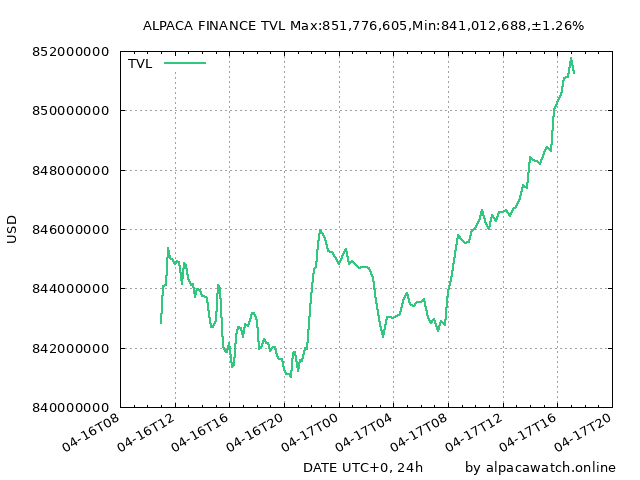 ALPACA FINANCE TVL Max:851,776,605,Min:841,012,688,±1.26%
852000000
TVL
850000000
848000000
846000000
USD
844000000
842000000
840000000
04-16T08 04-16T12 04-16T16 04-16T20 04-17T00 04-17T04 04-17T08 04-17T12 04-17T16 04-17T20
DATE UTC+0, 24h by alpacawatch.online